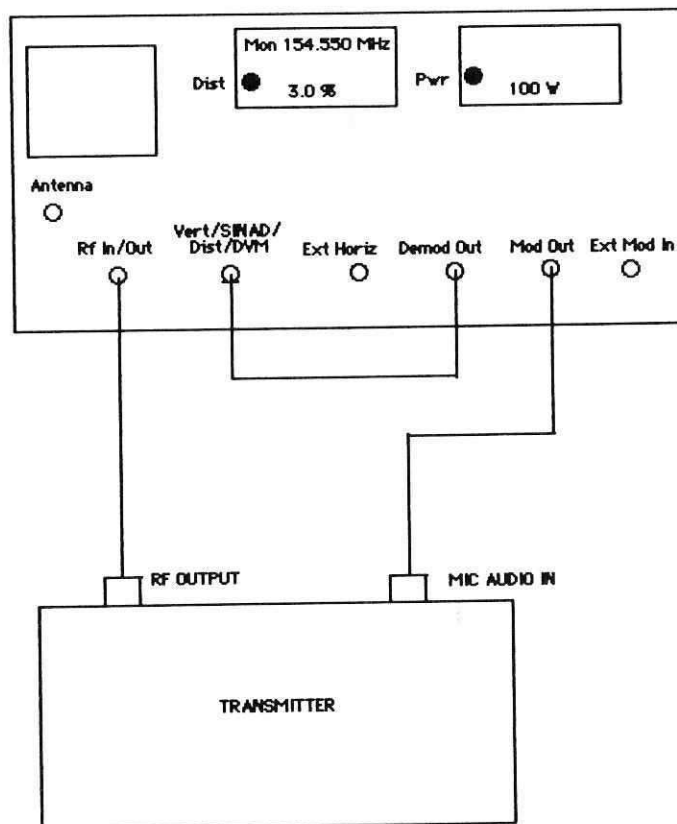 Mon 154.550 MHz
Dist
3.0 %
Pwr
100 W
Antenna
Rf In/Out
Vert/SINAD/
Dist/DVM
Ext Horiz
Demod Out
Mod Out
Ext Mod In
RF OUTPUT
MIC AUDIO IN
TRANSMITTER